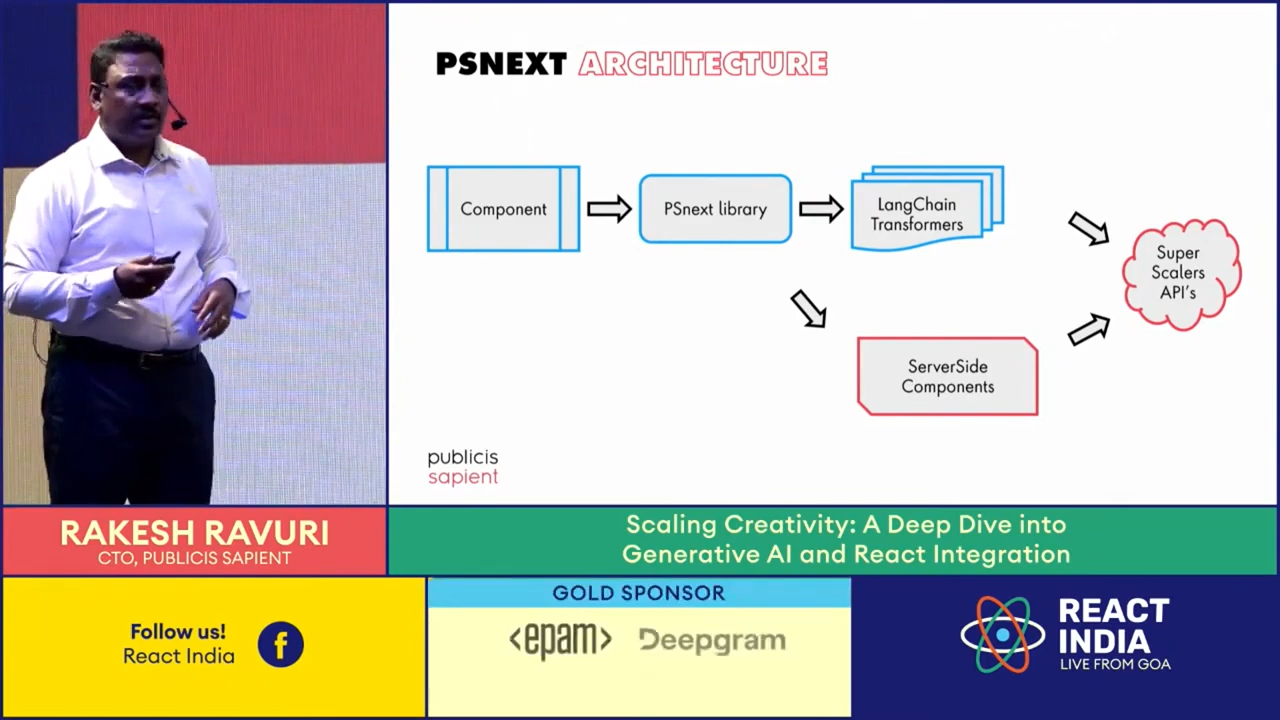 PSNEXT ARCHITECTURE
Component
PSnext library
LangChain
Transformers
Super
Scalers
API's
ServerSide
Components
publicis
sapient
RAKESH RAVURI
CTO, PUBLICIS SAPIENT
Scaling Creativity: A Deep Dive into
Generative AI and React Integration
Follow us!
React India
f
GOLD SPONSOR
<epam>
Deepgram
REACT
INDIA
LIVE FROM GOA